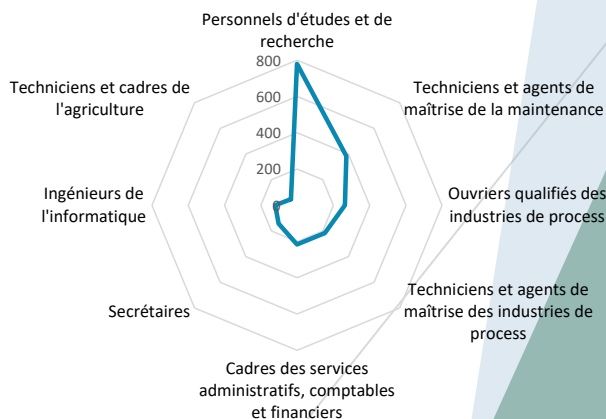 Personnels d'études et de
recherche
800
600
400
200
0
Techniciens et agents de
maîtrise de la maintenance
Ouvriers qualifiés des
industries de process
Techniciens et agents de
maîtrise des industries de
process
Cadres des services
administratifs, comptables
et financiers
Secrétaires
Ingénieurs de
l'informatique
Techniciens et cadres de
l'agriculture